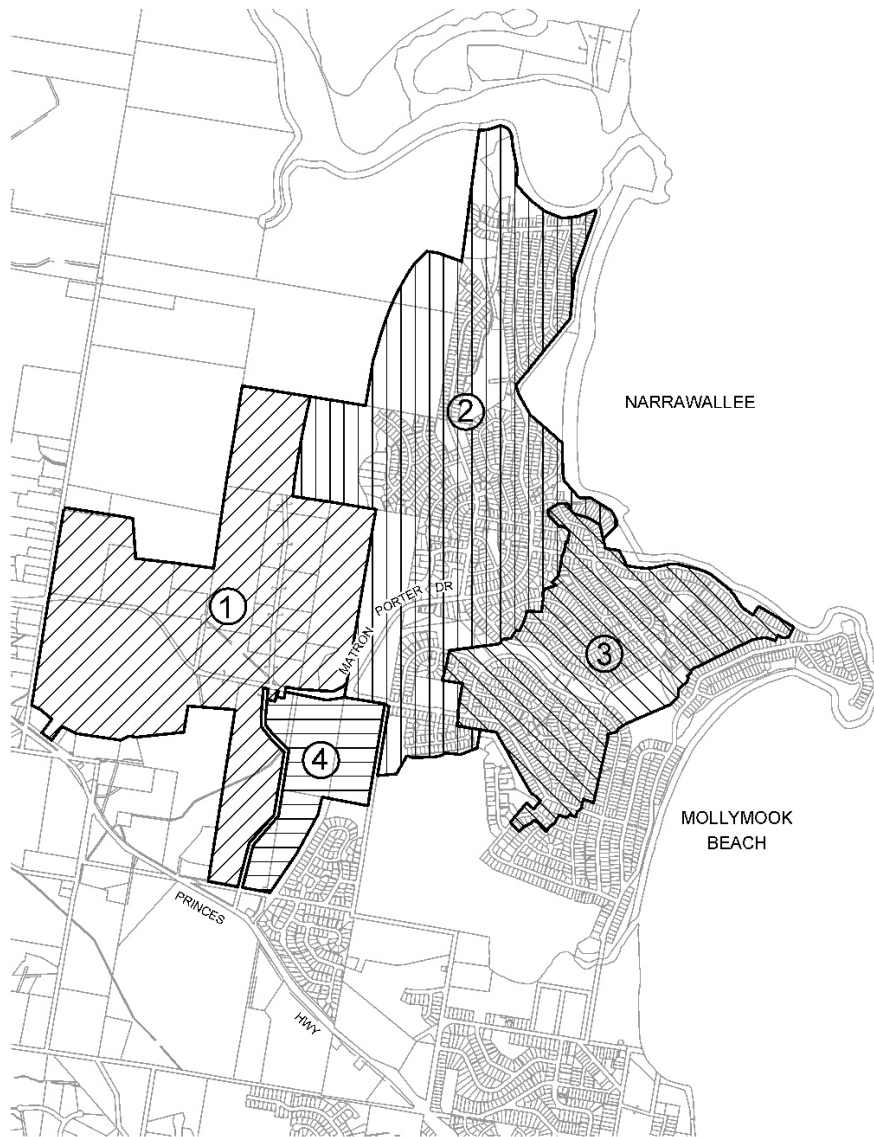 NARRAWALLEE
2
1
MATRON PORTER DR
3
4
MOLLYMOOK
BEACH
PRINCES
HWY